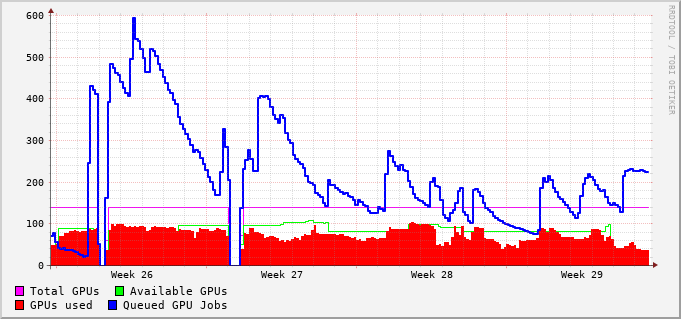 600
500
400
300
200
100
0
Week 26 Week 27 Week 28 Week 29
Total GPUs Available GPUs
GPUs used Queued GPU Jobs
RRDTOOL / TOBI OETIKER